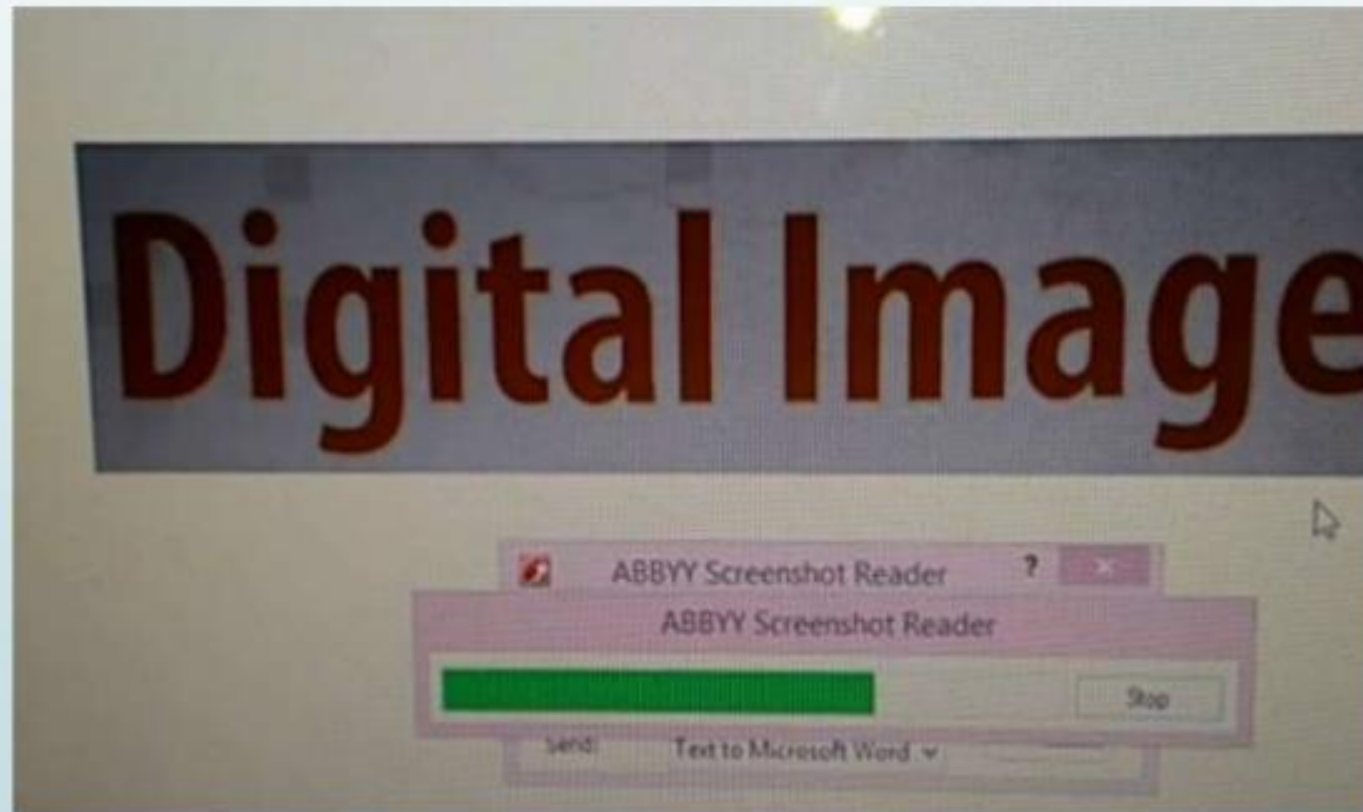 Digital Image
ABBYY Screenshot Reader ?
ABBYY Screenshot Reader
Stop
Send: Text to Microsoft Word